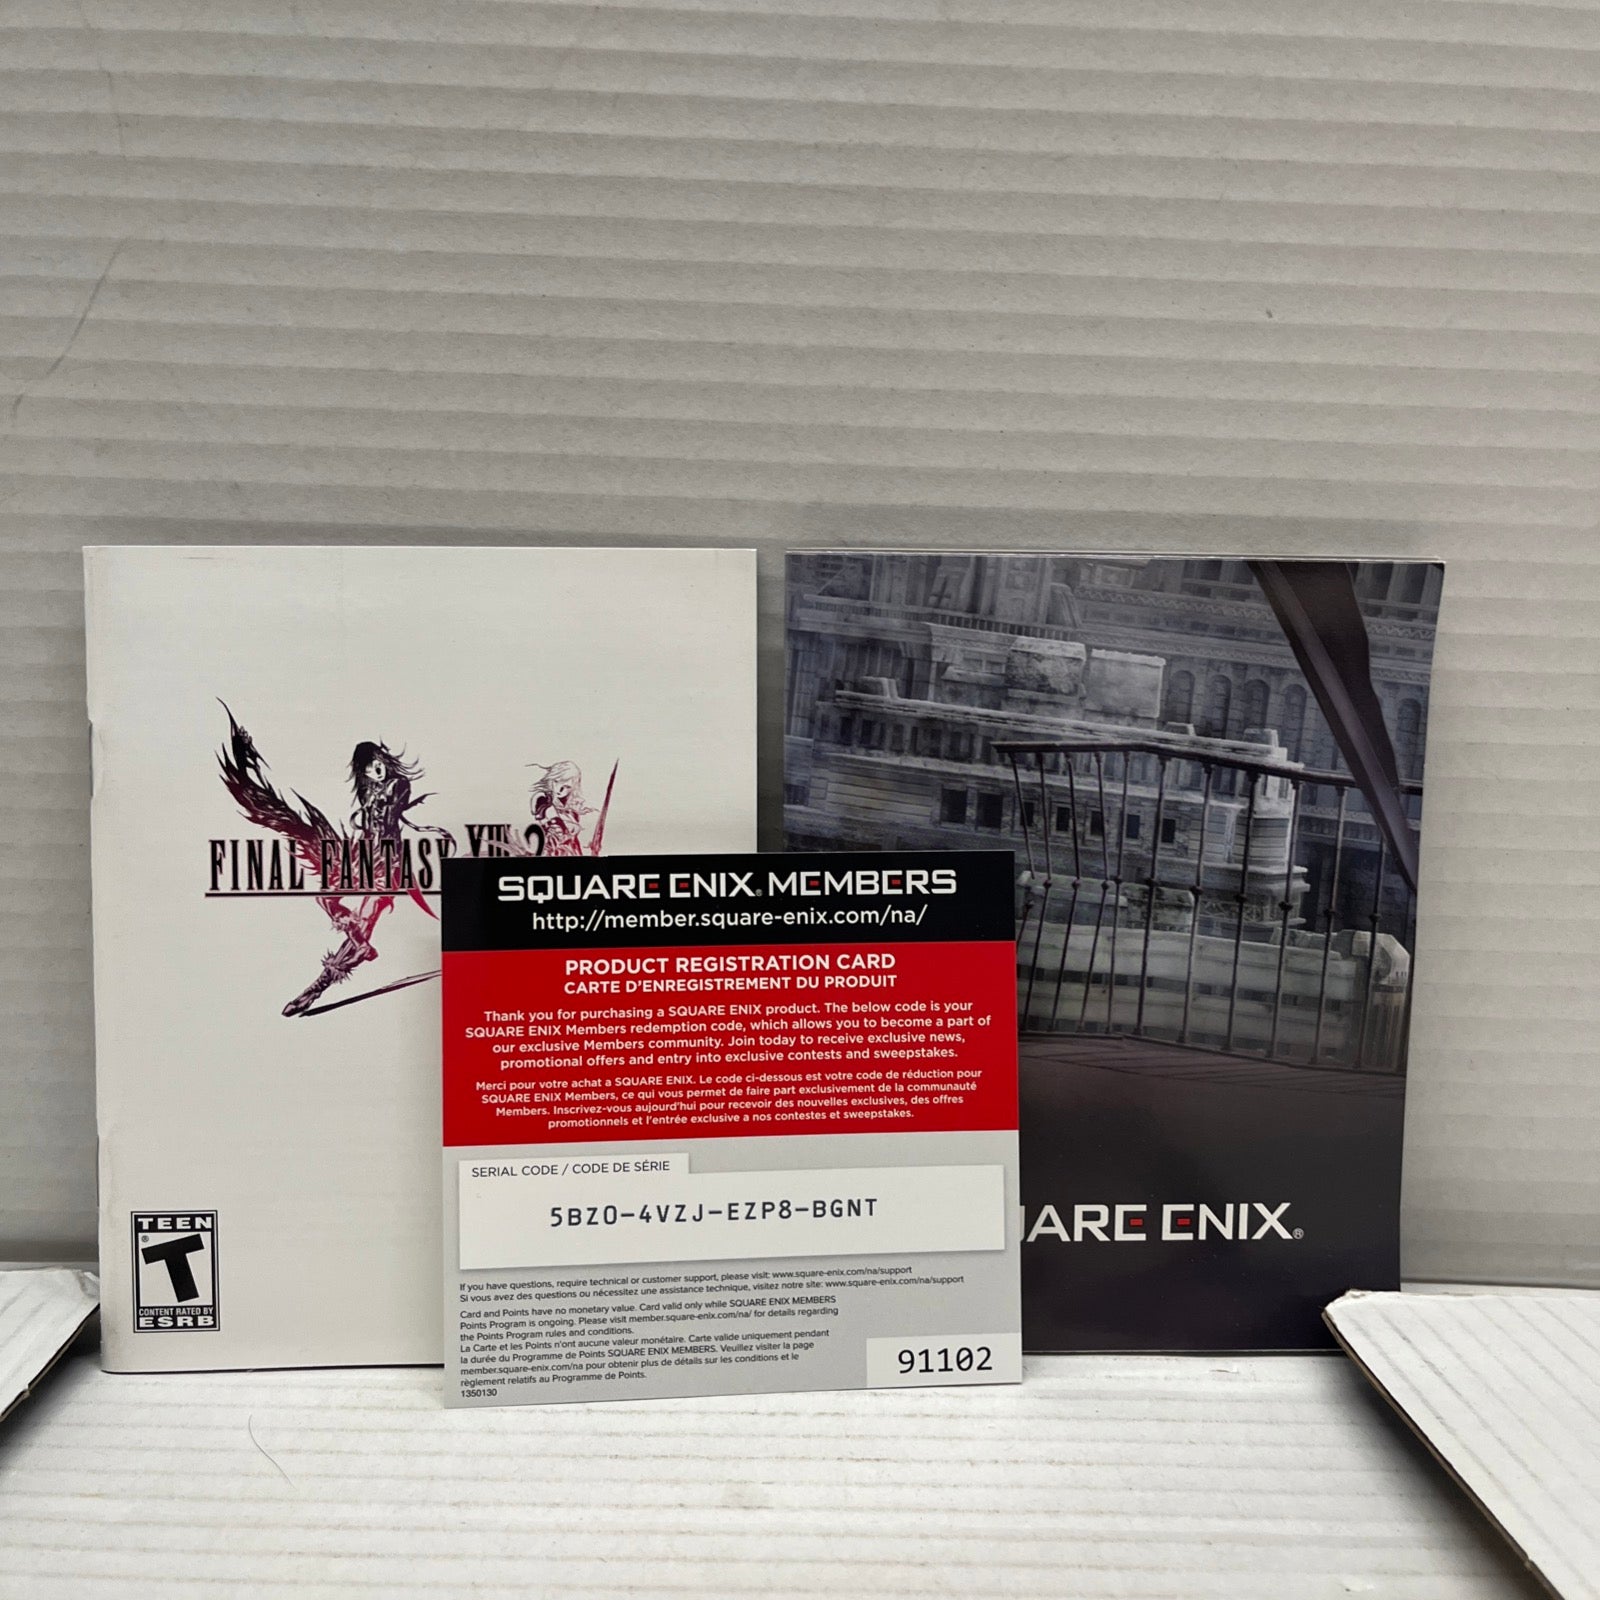 FINAL FANTASY XIII-2
TEEN
T
®
CONTENT RATED BY
ESRB
SQUARE ENIX® MEMBERS
http://member.square-enix.com/na/
PRODUCT REGISTRATION CARD
CARTE D'ENREGISTREMENT DU PRODUIT
Thank you for purchasing a SQUARE ENIX product. The below code is your
SQUARE ENIX Members redemption code, which allows you to become a part of
our exclusive Members community. Join today to receive exclusive news,
promotional offers and entry into exclusive contests and sweepstakes.
Merci pour votre achat a SQUARE ENIX. Le code ci-dessous est votre code de réduction pour
SQUARE ENIX Members, ce qui vous permet de faire part exclusivement de la communauté
Members. Inscrivez-vous aujourd'hui pour recevoir des nouvelles exclusives, des offres
promotionnels et l'entrée exclusive a nos contestes et sweepstakes.
SERIAL CODE / CODE DE SÉRIE
5BZ0-4VZJ-EZP8-BGNT
If you have questions, require technical or customer support, please visit: www.square-enix.com/na/support
Si vous avez des questions ou nécessitez une assistance technique, visitez notre site: www.square-enix.com/na/support
Card and Points have no monetary value. Card valid only while SQUARE ENIX MEMBERS
Points Program is ongoing. Please visit member.square-enix.com/na/ for details regarding
the Points Program rules and conditions.
La Carte et les Points n'ont aucune valeur monétaire. Carte valide uniquement pendant
la durée du Programme de Points SQUARE ENIX MEMBERS. Veuillez visiter la page
member.square-enix.com/na pour obtenir plus de détails sur les conditions et le
règlement relatifs au Programme de Points.
1350130
91102
UARE ENIX®